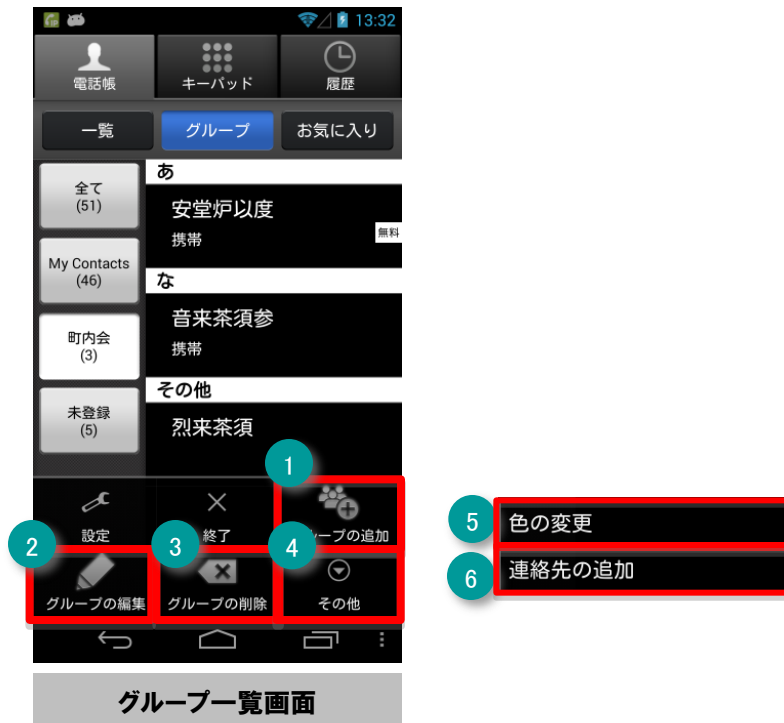 13:32
電話帳
キーパッド
履歴
一覧
グループ
お気に入り
全て
(51)
My Contacts
(46)
町内会
(3)
未登録
(5)
あ
安堂炉以度
携帯
無料
な
音来茶須参
携帯
その他
烈来茶須
1
設定
終了
ループの追加
2
3
4
グループの編集
グループの削除
その他
5
色の変更
6
連絡先の追加
グループ一覧画面